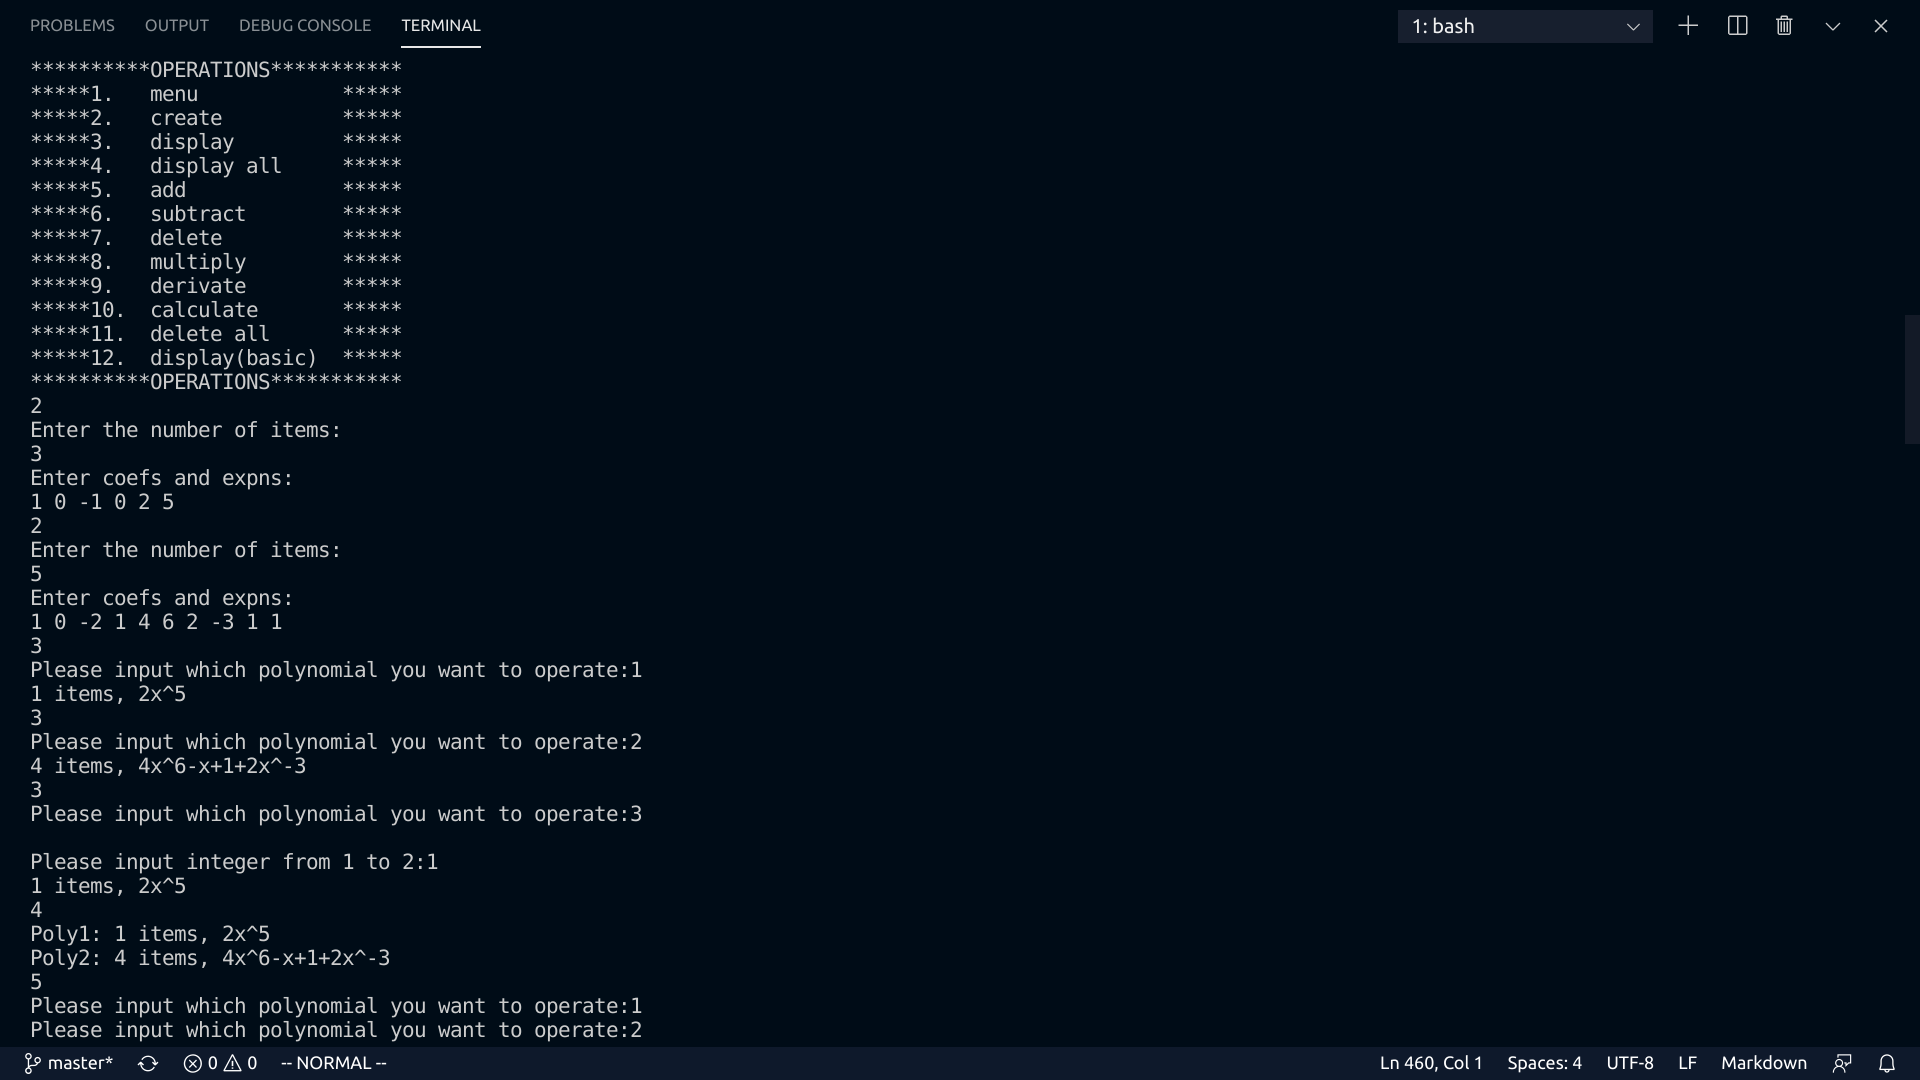 PROBLEMS OUTPUT DEBUG CONSOLE TERMINAL 1: bash
**********OPERATIONS***********
*****1.   menu            *****
*****2.   create          *****
*****3.   display         *****
*****4.   display all     *****
*****5.   add             *****
*****6.   subtract        *****
*****7.   delete          *****
*****8.   multiply        *****
*****9.   derivate        *****
*****10.  calculate       *****
*****11.  delete all      *****
*****12.  display(basic)  *****
**********OPERATIONS***********
2
Enter the number of items:
3
Enter coefs and expns:
1 0 -1 0 2 5
2
Enter the number of items:
5
Enter coefs and expns:
1 0 -2 1 4 6 2 -3 1 1
3
Please input which polynomial you want to operate:1
1 items, 2x^5
3
Please input which polynomial you want to operate:2
4 items, 4x^6-x+1+2x^-3
3
Please input which polynomial you want to operate:3

Please input integer from 1 to 2:1
1 items, 2x^5
4
Poly1: 1 items, 2x^5
Poly2: 4 items, 4x^6-x+1+2x^-3
5
Please input which polynomial you want to operate:1
Please input which polynomial you want to operate:2
master* 0 0 -- NORMAL -- Ln 460, Col 1 Spaces: 4 UTF-8 LF Markdown